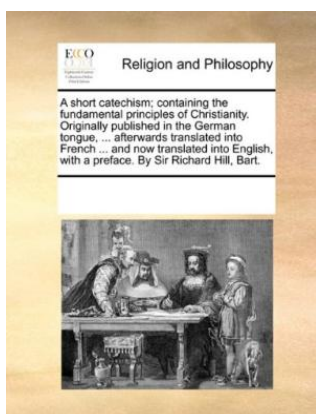 ECCO
Religion and Philosophy
A short catechism; containing the
fundamental principles of Christianity.
Originally published in the German
tongue, ... afterwards translated into
French ... and now translated into English,
with a preface. By Sir Richard Hill, Bart.